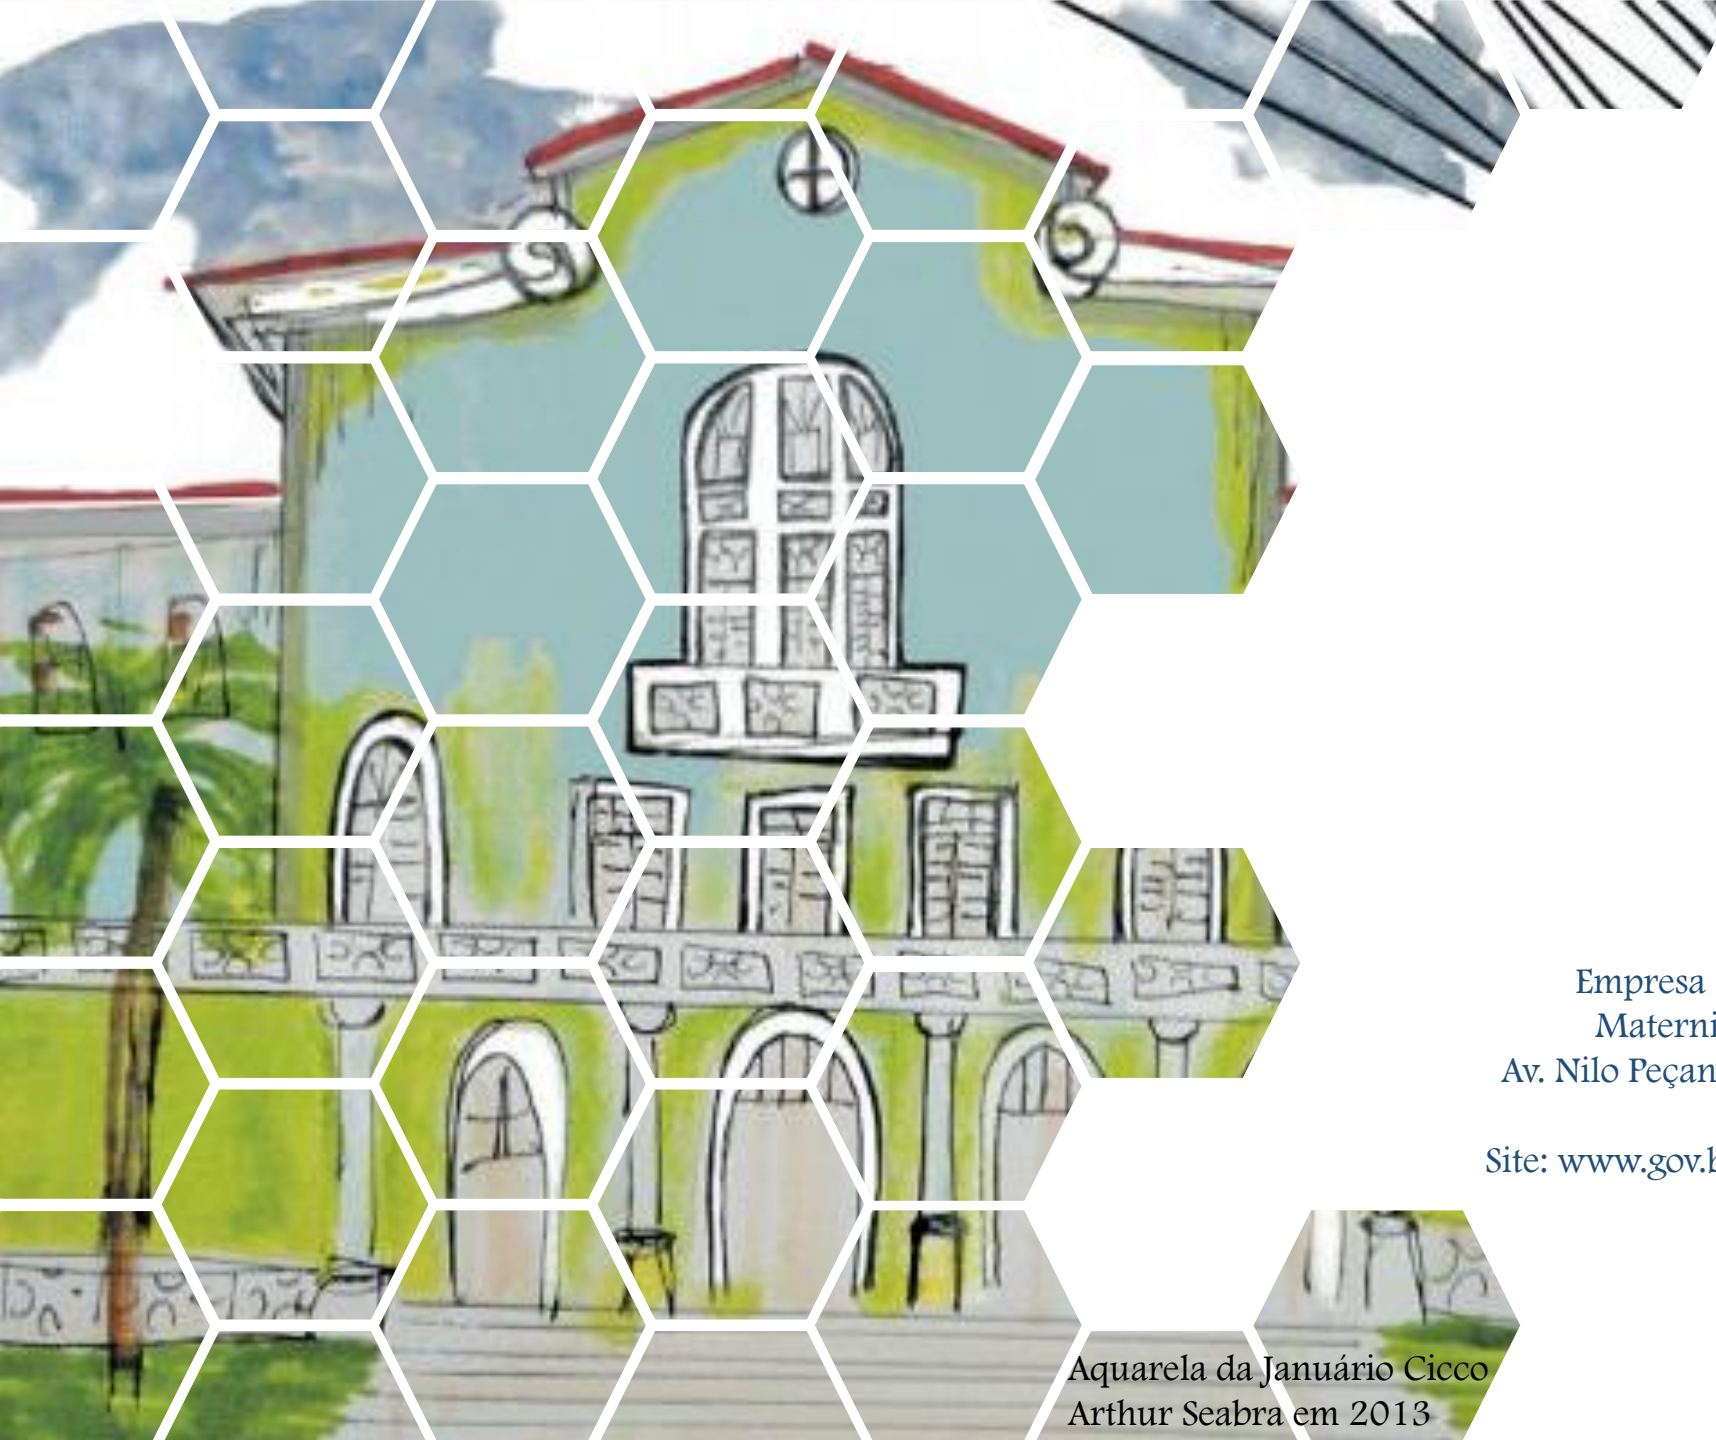 Empresa
Materni
Av. Nilo Peçan
Site: www.gov.b
Aquarela da Januário Cicco
Arthur Seabra em 2013